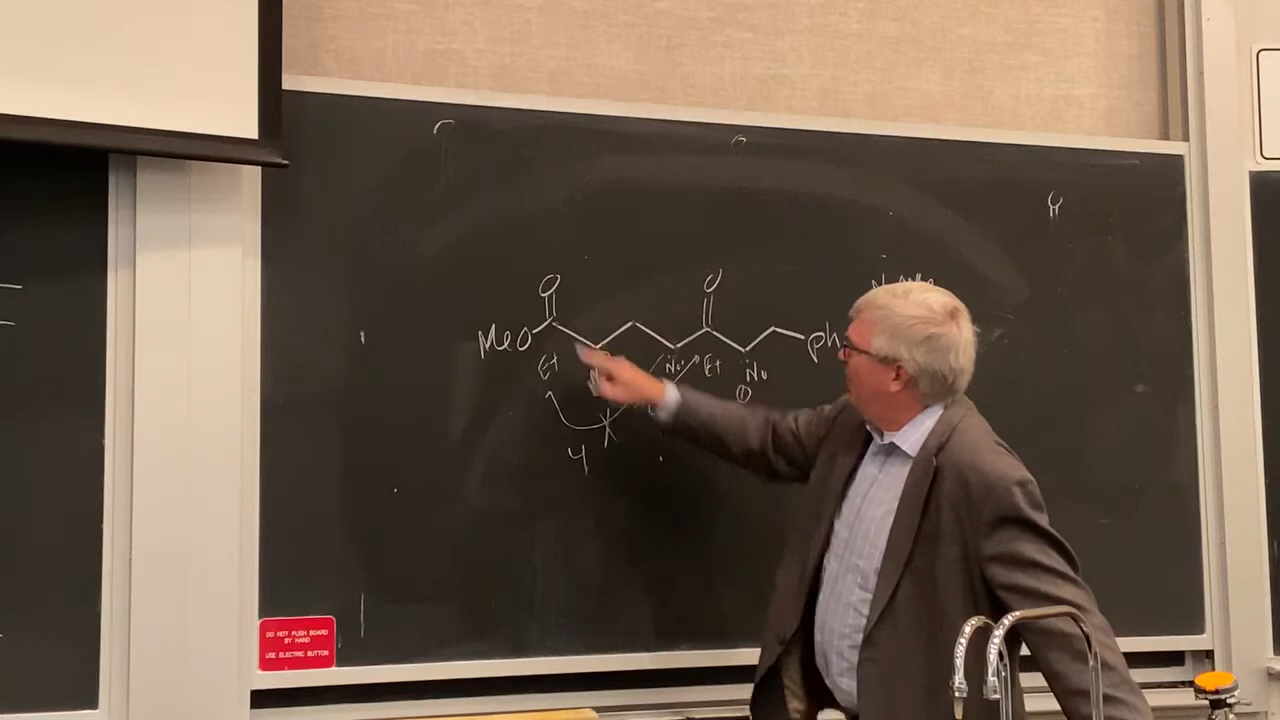 O
O O
MeO ph
Et Nu Et Nu
4
DO NOT PUSH BOARD
BY HAND
USE ELECTRIC BUTTON